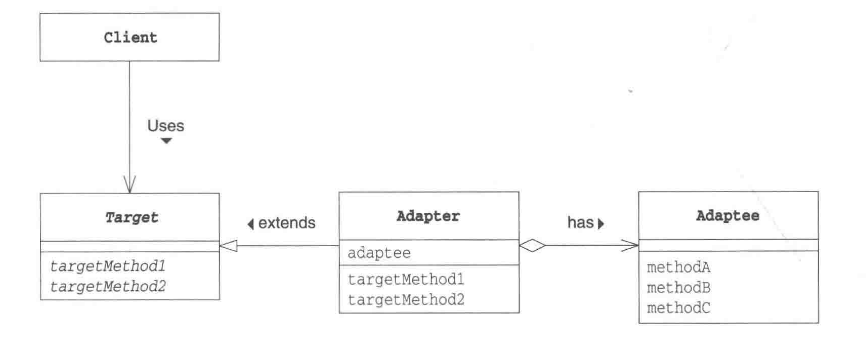 Client
Uses
Target
targetMethod1
targetMethod2
extends
Adapter
adaptee
targetMethod1
targetMethod2
has
Adaptee
methodA
methodB
methodC